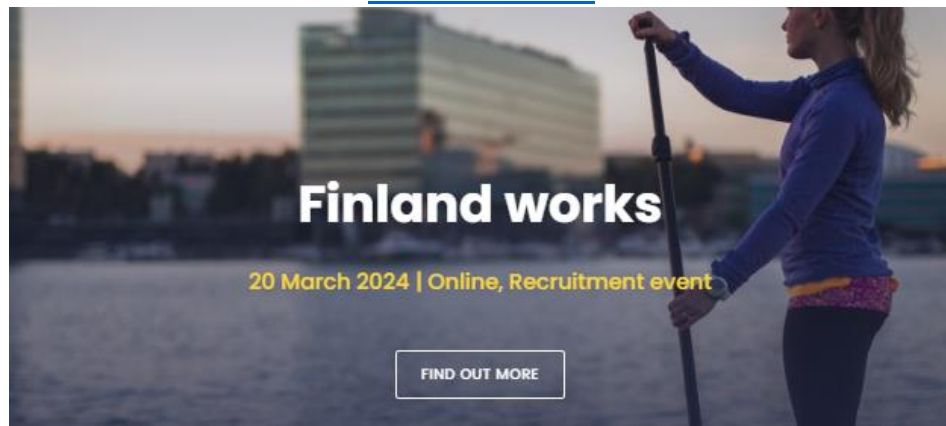 Finland works
20 March 2024 | Online, Recruitment event
FIND OUT MORE